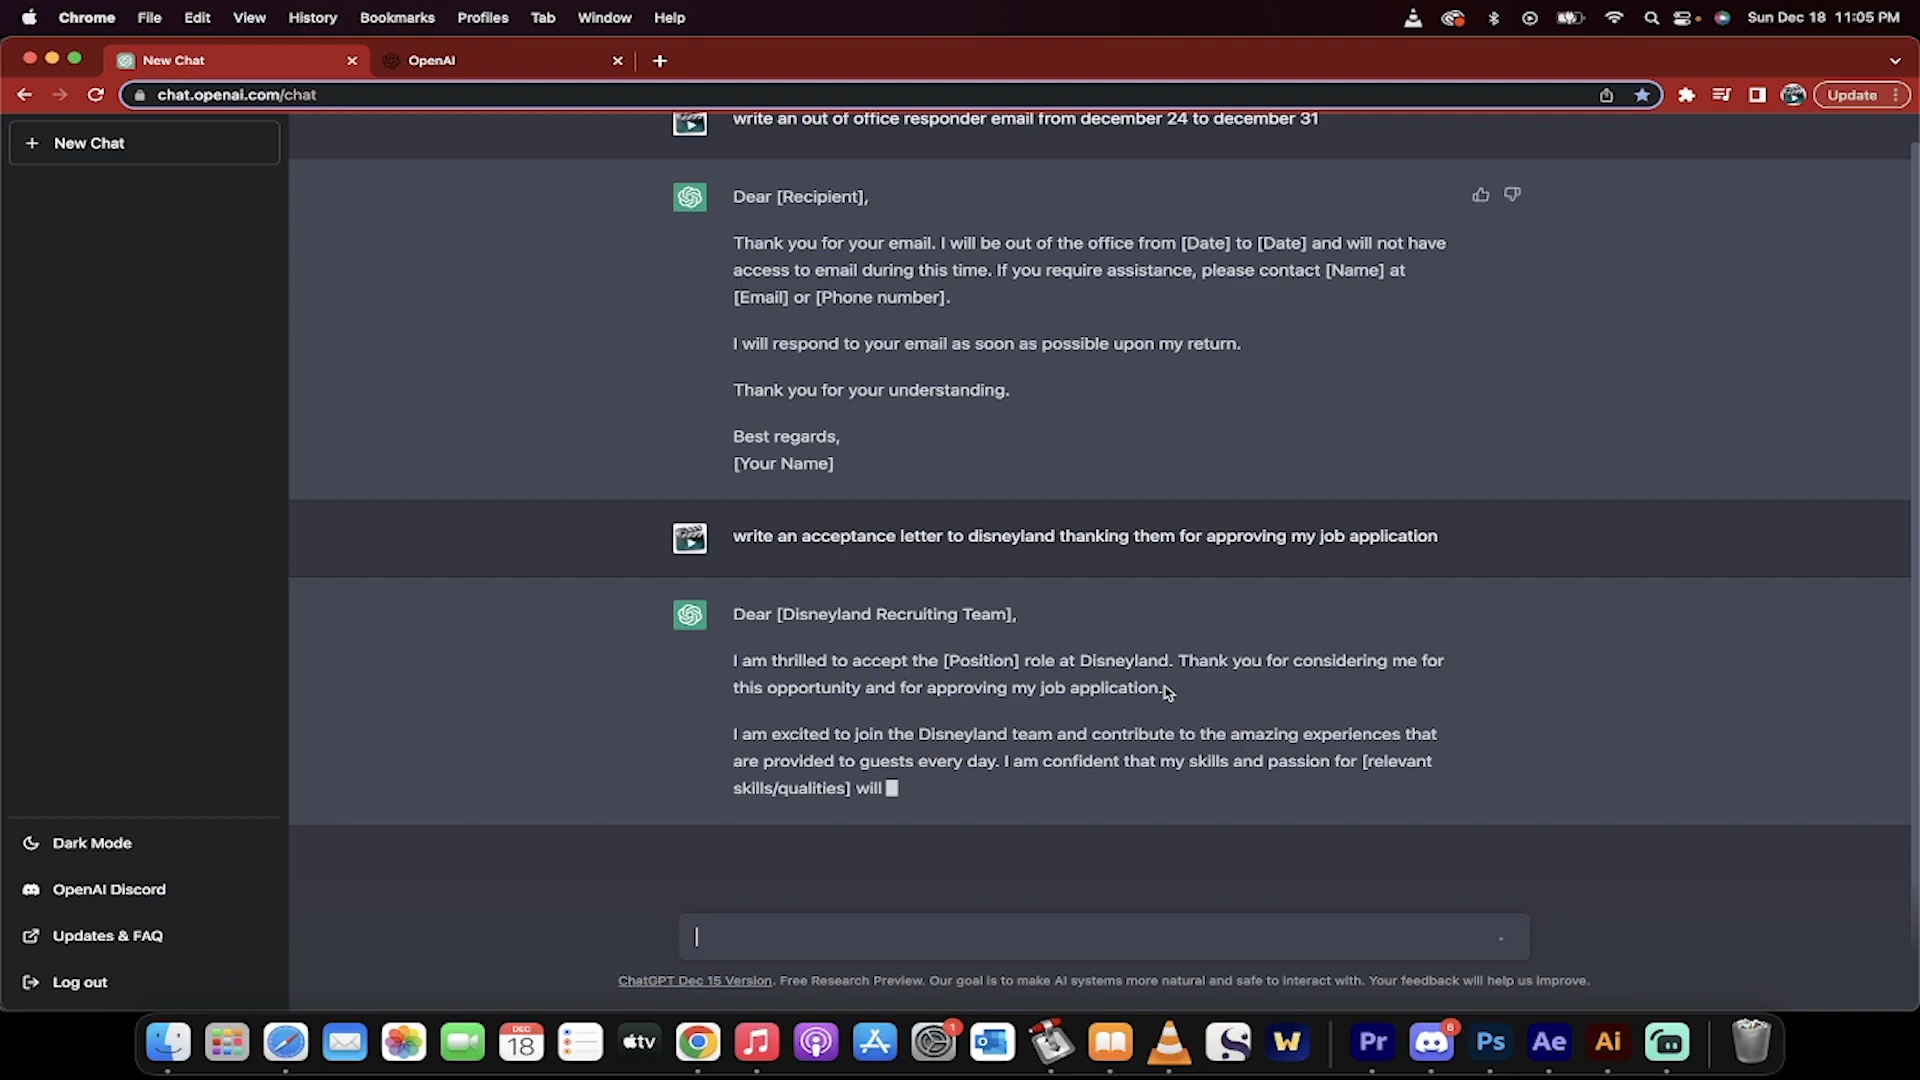 Chrome File Edit View History Bookmarks Profiles Tab Window Help Sun Dec 18 11:05 PM
New Chat OpenAI
chat.openai.com/chat Update
New Chat
write an out of office responder email from december 24 to december 31
Dear [Recipient],
Thank you for your email. I will be out of the office from [Date] to [Date] and will not have
access to email during this time. If you require assistance, please contact [Name] at
[Email] or [Phone number].
I will respond to your email as soon as possible upon my return.
Thank you for your understanding.
Best regards,
[Your Name]
write an acceptance letter to disneyland thanking them for approving my job application
Dear [Disneyland Recruiting Team],
I am thrilled to accept the [Position] role at Disneyland. Thank you for considering me for
this opportunity and for approving my job application.
I am excited to join the Disneyland team and contribute to the amazing experiences that
are provided to guests every day. I am confident that my skills and passion for [relevant
skills/qualities] will
Dark Mode
OpenAI Discord
Updates & FAQ
Log out
ChatGPT Dec 15 Version. Free Research Preview. Our goal is to make AI systems more natural and safe to interact with. Your feedback will help us improve.
DEC
18
tv
1
W
Pr
6
Ps
Ae
Ai